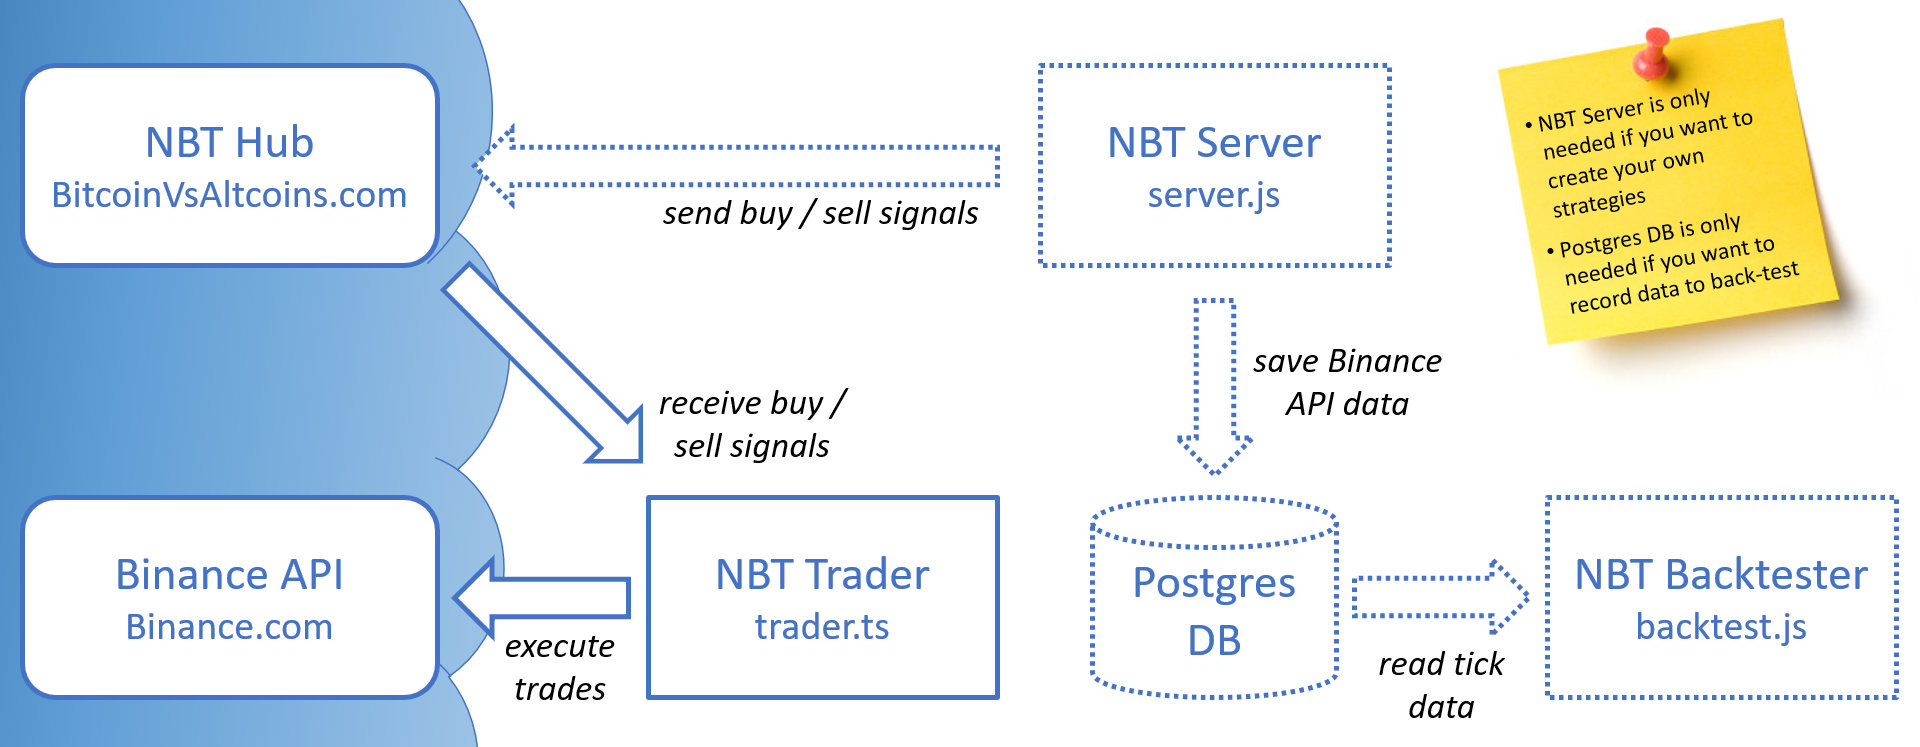 NBT Hub
BitcoinVsAltcoins.com
send buy / sell signals
NBT Server
server.js
• NBT Server is only
needed if you want to
create your own
strategies
• Postgres DB is only
needed if you want to
record data to back-test
receive buy /
sell signals
save Binance
API data
Binance API
Binance.com
execute
trades
NBT Trader
trader.ts
Postgres
DB
read tick
data
NBT Backtester
backtest.js